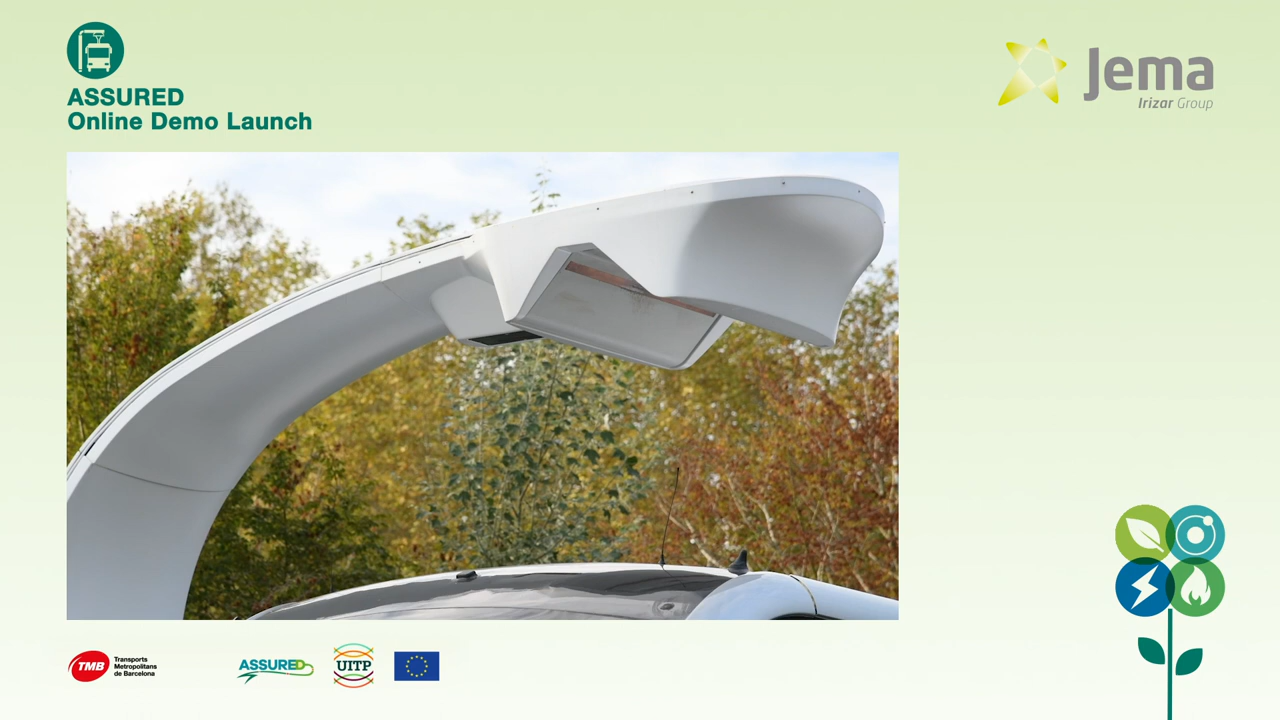 ASSURED
Online Demo Launch
Jema
Irizar Group
TMB
Transports
Metropolitans
de Barcelona
ASSURED
UITP